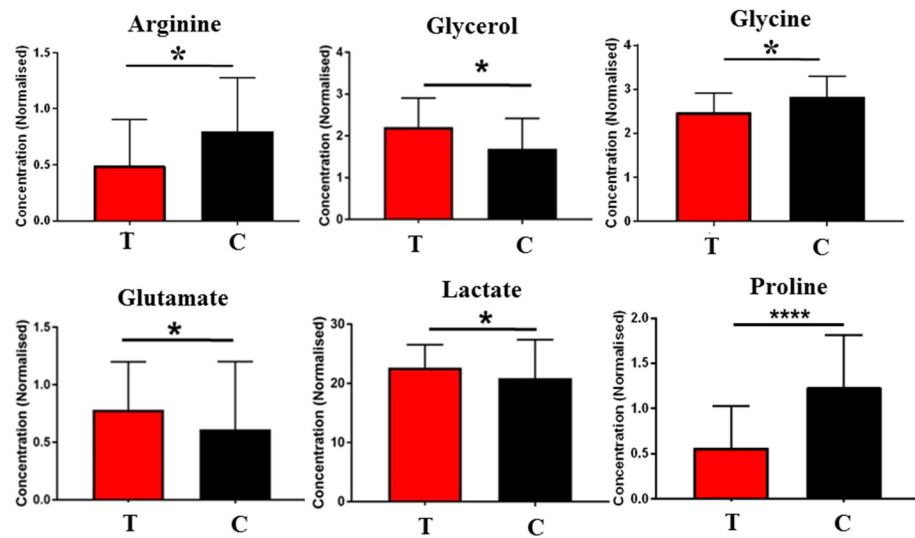 Arginine
Concentration (Normalised)
1.5
1.0
0.5
0.0
*
T C
Glycerol
Concentration (Normalised)
4
3
2
1
0
*
T C
Glycine
Concentration (Normalised)
4
3
2
1
0
*
T C
Glutamate
Concentration (Normalised)
1.5
1.0
0.5
0.0
*
T C
Lactate
Concentration (Normalised)
30
20
10
0
*
T C
Proline
Concentration (Normalised)
2.0
1.5
1.0
0.5
0.0
****
T C